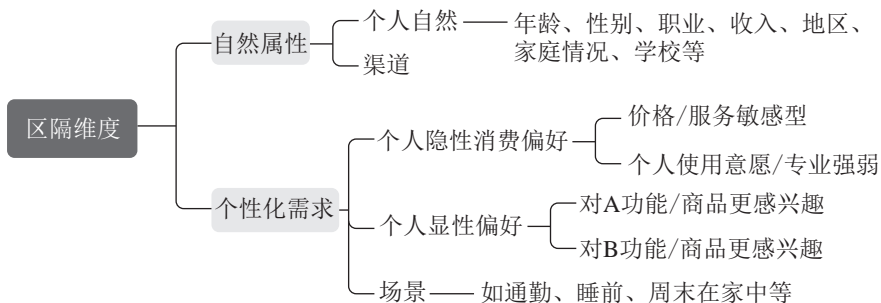 区隔维度
自然属性
个人自然
年龄、性别、职业、收入、地区、
家庭情况、学校等
渠道
个性化需求
个人隐性消费偏好
价格/服务敏感型
个人使用意愿/专业强弱
个人显性偏好
对A功能/商品更感兴趣
对B功能/商品更感兴趣
场景
如通勤、睡前、周末在家中等